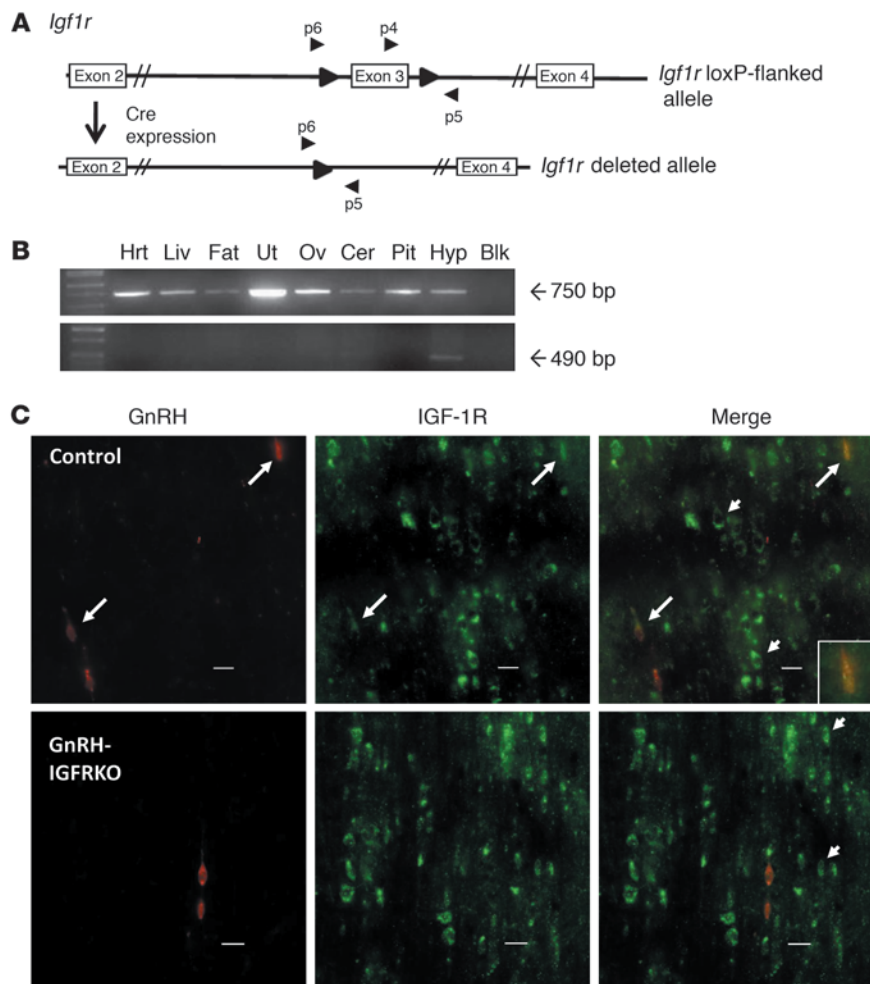 A Igf1r
p6 p4
Exon 2 Exon 3 Exon 4 Igf1r loxP-flanked
allele
p5
Cre
expression
p6
Exon 2 Exon 4 Igf1r deleted allele
p5
B Hrt Liv Fat Ut Ov Cer Pit Hyp Blk
750 bp
490 bp
C GnRH IGF-1R Merge
Control
GnRH-
IGFRKO